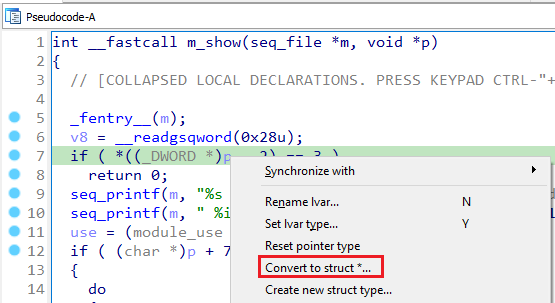 Pseudocode-A
1 int __fastcall m_show(seq_file *m, void *p)
2 {
3 // [COLLAPSED LOCAL DECLARATIONS. PRESS KEYPAD CTRL-"+
4
5 _fentry__(m);
6 v8 = __readgsqword(0x28u);
7 if ( *((_DWORD *)p - 2) == 3 )
8 return 0;
9 seq_printf(m, "%s
10 seq_printf(m, " %i
11 use = (module_use
12 if ( (char *)p + 7
13 {
14 do
Synchronize with
Rename lvar... N
Set lvar type... Y
Reset pointer type
Convert to struct *...
Create new struct type...